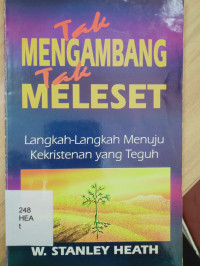 Tak
MENGAMBANG
Tak
MELESET
Langkah-Langkah Menuju
Kekristenan yang Teguh
248
HEA
t
W. STANLEY HEATH